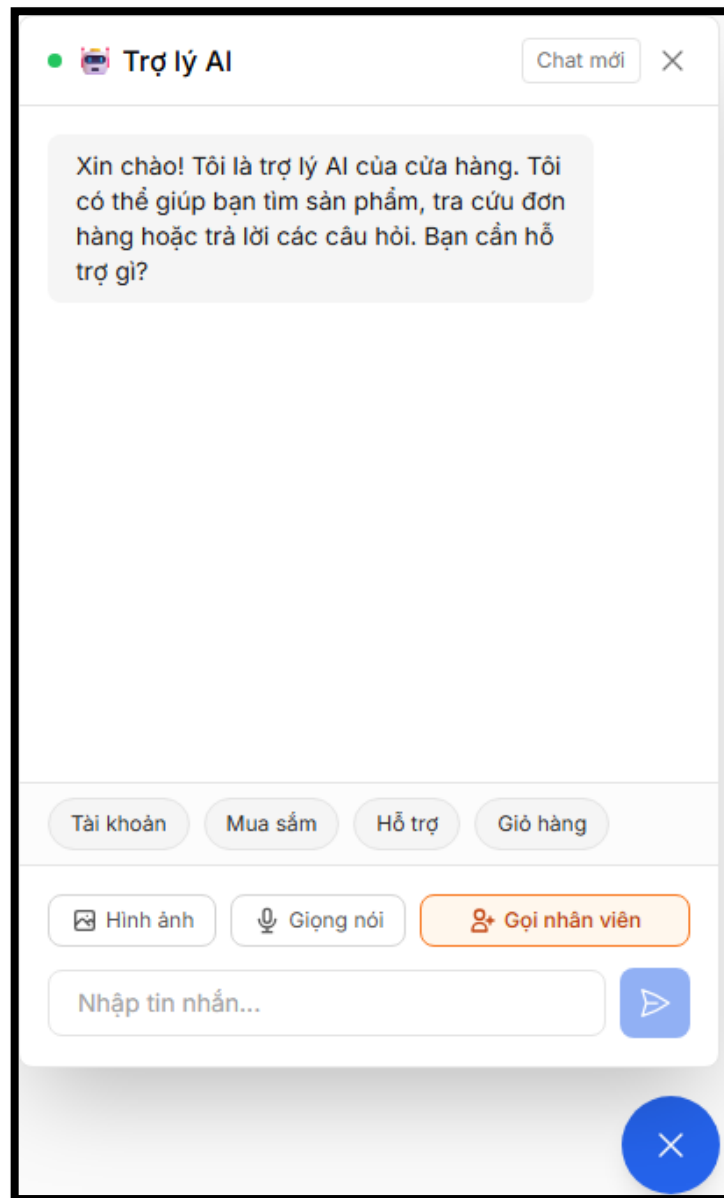 Trợ lý AI
Chat mới
Xin chào! Tôi là trợ lý AI của cửa hàng. Tôi
có thể giúp bạn tìm sản phẩm, tra cứu đơn
hàng hoặc trả lời các câu hỏi. Bạn cần hỗ
trợ gì?
Tài khoản Mua sắm Hỗ trợ Giỏ hàng
Hình ảnh Giọng nói Gọi nhân viên
Nhập tin nhắn...